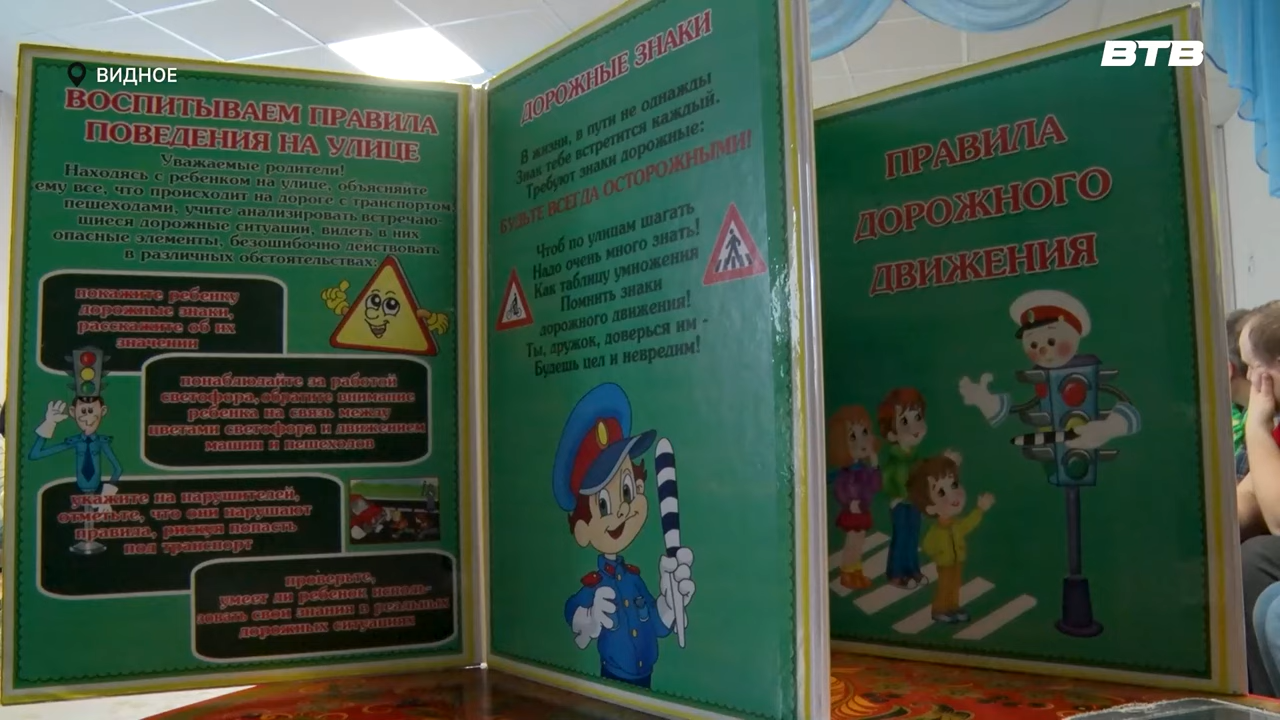 ВИДНОЕ
ВТВ
ВОСПИТЫВАЕМ ПРАВИЛА
ПОВЕДЕНИЯ НА УЛИЦЕ
Уважаемые родители!
Находясь с ребенком на улице, объясняйте
ему все, что происходит на дороге с транспортом,
пешеходами, учите анализировать встречаю-
щиеся дорожные ситуации, видеть в них
опасные элементы, безошибочно действовать
в различных обстоятельствах:
покажите ребенку
дорожные знаки,
расскажите об их
значении
понаблюдайте за работой
светофора, обратите внимание
ребенка на связь между
цветами светофора и движением
машин и пешеходов
укажите на нарушителей,
отметьте, что они нарушают
правила, рискуя попасть
под транспорт
проверьте,
умеет ли ребенок исполь-
зовать свои знания в реальных
дорожных ситуациях
ДОРОЖНЫЕ ЗНАКИ
В жизни, в пути не однажды
Знак тебе встретится каждый.
Требуют знаки дорожные:
БУДЬТЕ ВСЕГДА ОСТОРОЖНЫМИ!
Чтоб по улицам шагать
Надо очень много знать!
Как таблицу умножения
Помнить знаки
дорожного движения!
Ты, дружок, доверься им -
Будешь цел и невредим!
ПРАВИЛА
ДОРОЖНОГО
ДВИЖЕНИЯ